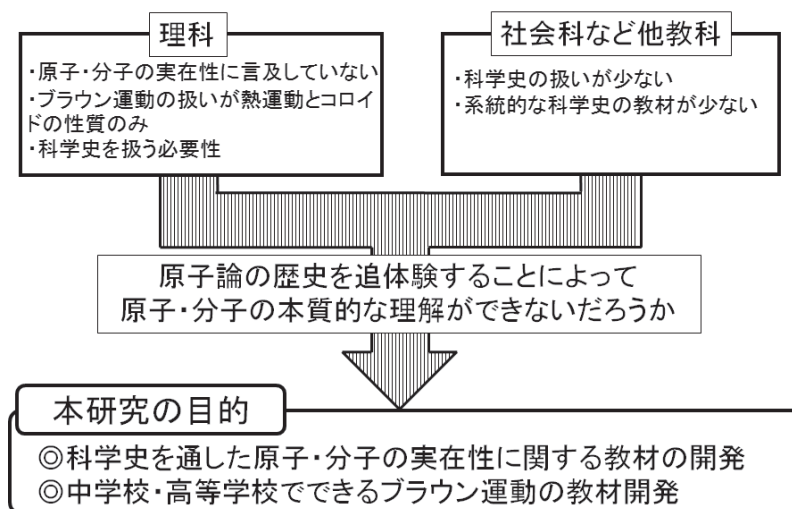 理科
・原子・分子の実在性に言及していない
・ブラウン運動の扱いが熱運動とコロイ
ドの性質のみ
・科学史を扱う必要性
社会科など他教科
・科学史の扱いが少ない
・系統的な科学史の教材が少ない
原子論の歴史を追体験することによって
原子・分子の本質的な理解ができないだろうか
本研究の目的
◎科学史を通した原子・分子の実在性に関する教材の開発
◎中学校・高等学校でできるブラウン運動の教材開発